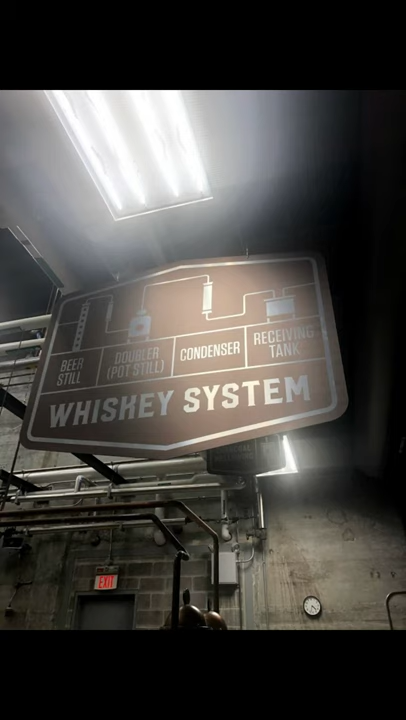 BEER
STILL
DOUBLER
(POT STILL)
CONDENSER
RECEIVING
TANK
WHISKEY SYSTEM
EXIT